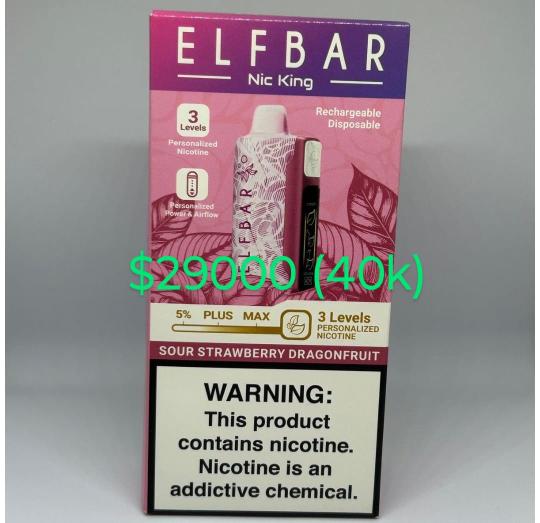 ELFBAR
Nic King
3
Levels
Personalized
Nicotine
Rechargeable
Disposable
Personalized
Power & Airflow
ELFBAR
$29000 (40k)
5% PLUS MAX
3 Levels
PERSONALIZED
NICOTINE
SOUR STRAWBERRY DRAGONFRUIT
WARNING:
This product
contains nicotine.
Nicotine is an
addictive chemical.